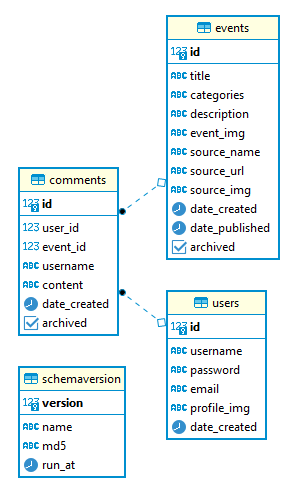 events
123 id
ABC title
ABC categories
ABC description
ABC event_img
ABC source_name
ABC source_url
ABC source_img
date_created
date_published
archived
comments
123 id
123 user_id
123 event_id
ABC username
ABC content
date_created
archived
users
123 id
ABC username
ABC password
ABC email
ABC profile_img
date_created
schemaversion
123 version
ABC name
ABC md5
run_at